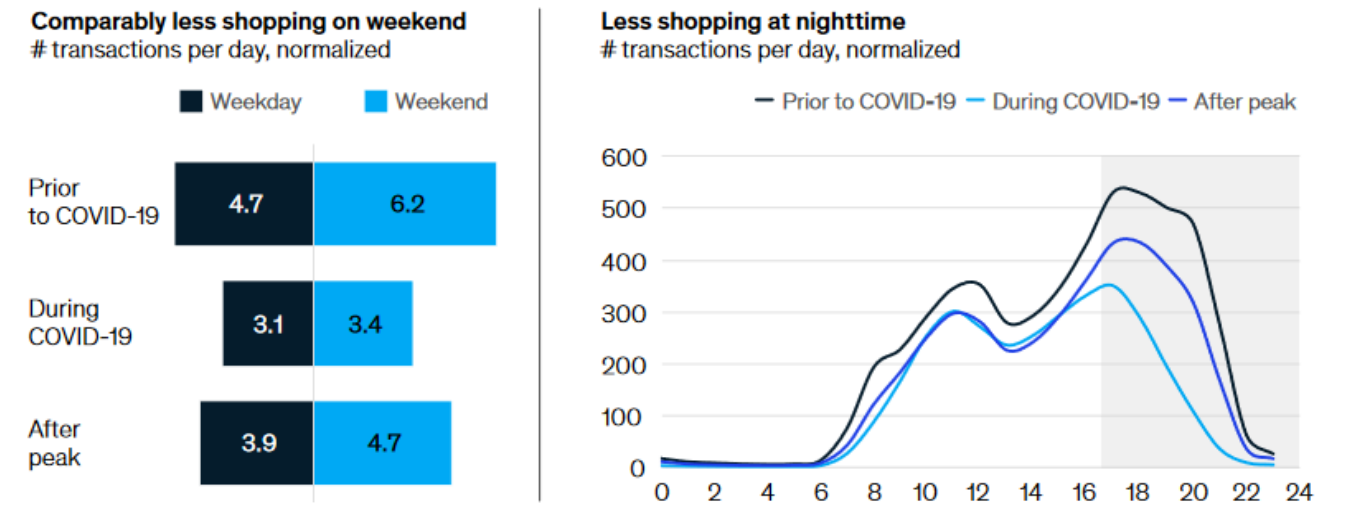 Comparably less shopping on weekend
# transactions per day, normalized
Weekday
Weekend
Prior
to COVID-19
4.7
6.2
During
COVID-19
3.1
3.4
After
peak
3.9
4.7
Less shopping at nighttime
# transactions per day, normalized
Prior to COVID-19
During COVID-19
After peak
600
500
400
300
200
100
0
0 2 4 6 8 10 12 14 16 18 20 22 24